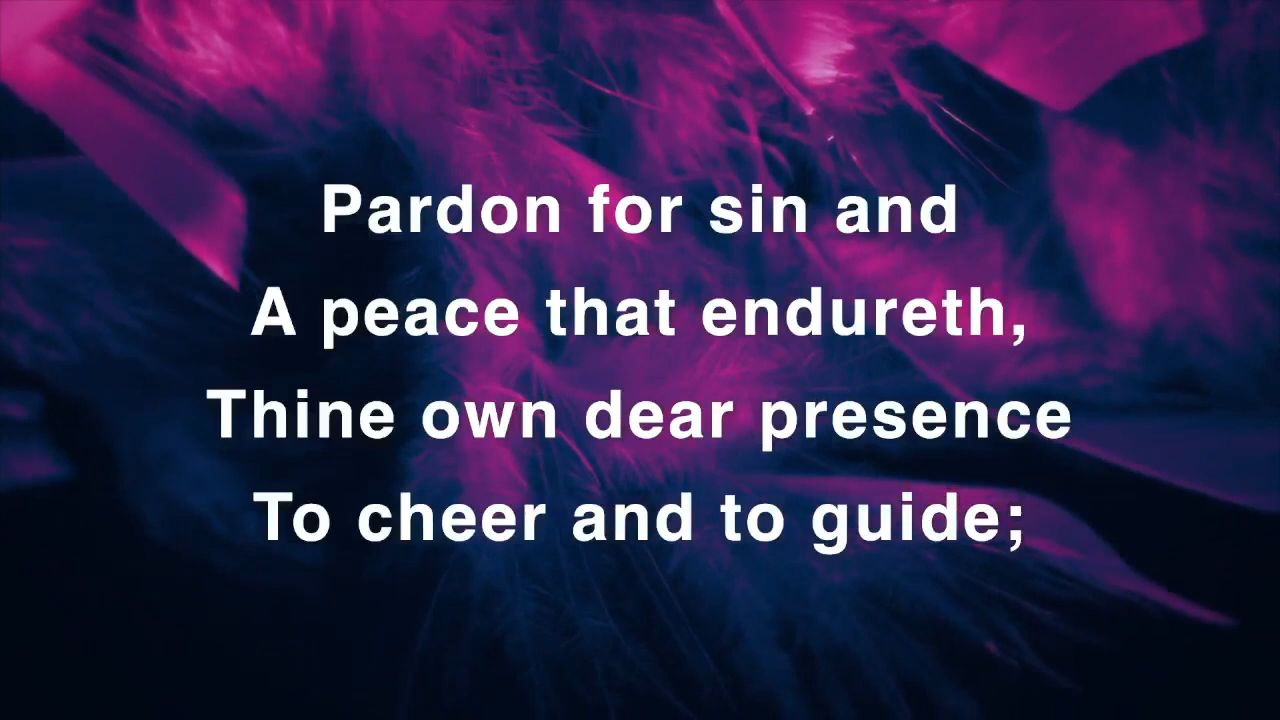 Pardon for sin and
A peace that endureth,
Thine own dear presence
To cheer and to guide;